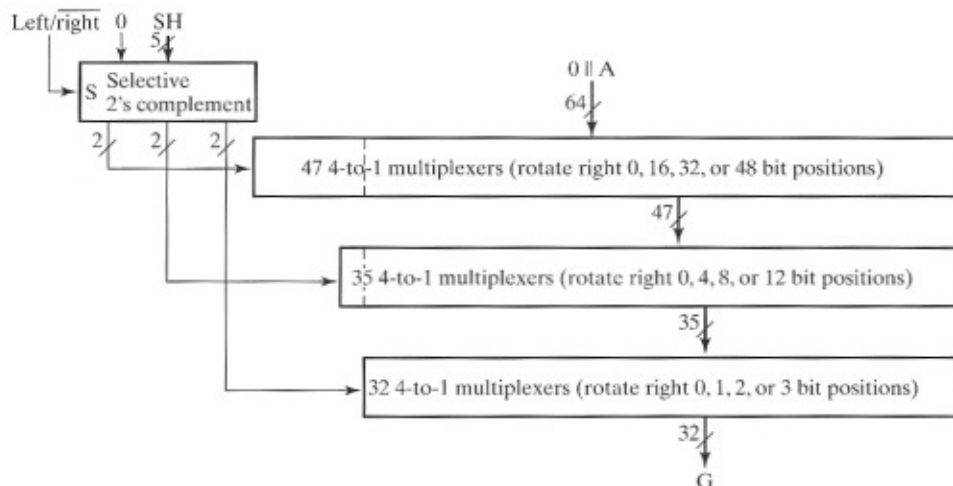 Left/right 0 SH
5
S Selective
2's complement
0 || A
64
2 2 2
47 4-to-1 multiplexers (rotate right 0, 16, 32, or 48 bit positions)
47
35 4-to-1 multiplexers (rotate right 0, 4, 8, or 12 bit positions)
35
32 4-to-1 multiplexers (rotate right 0, 1, 2, or 3 bit positions)
32
G